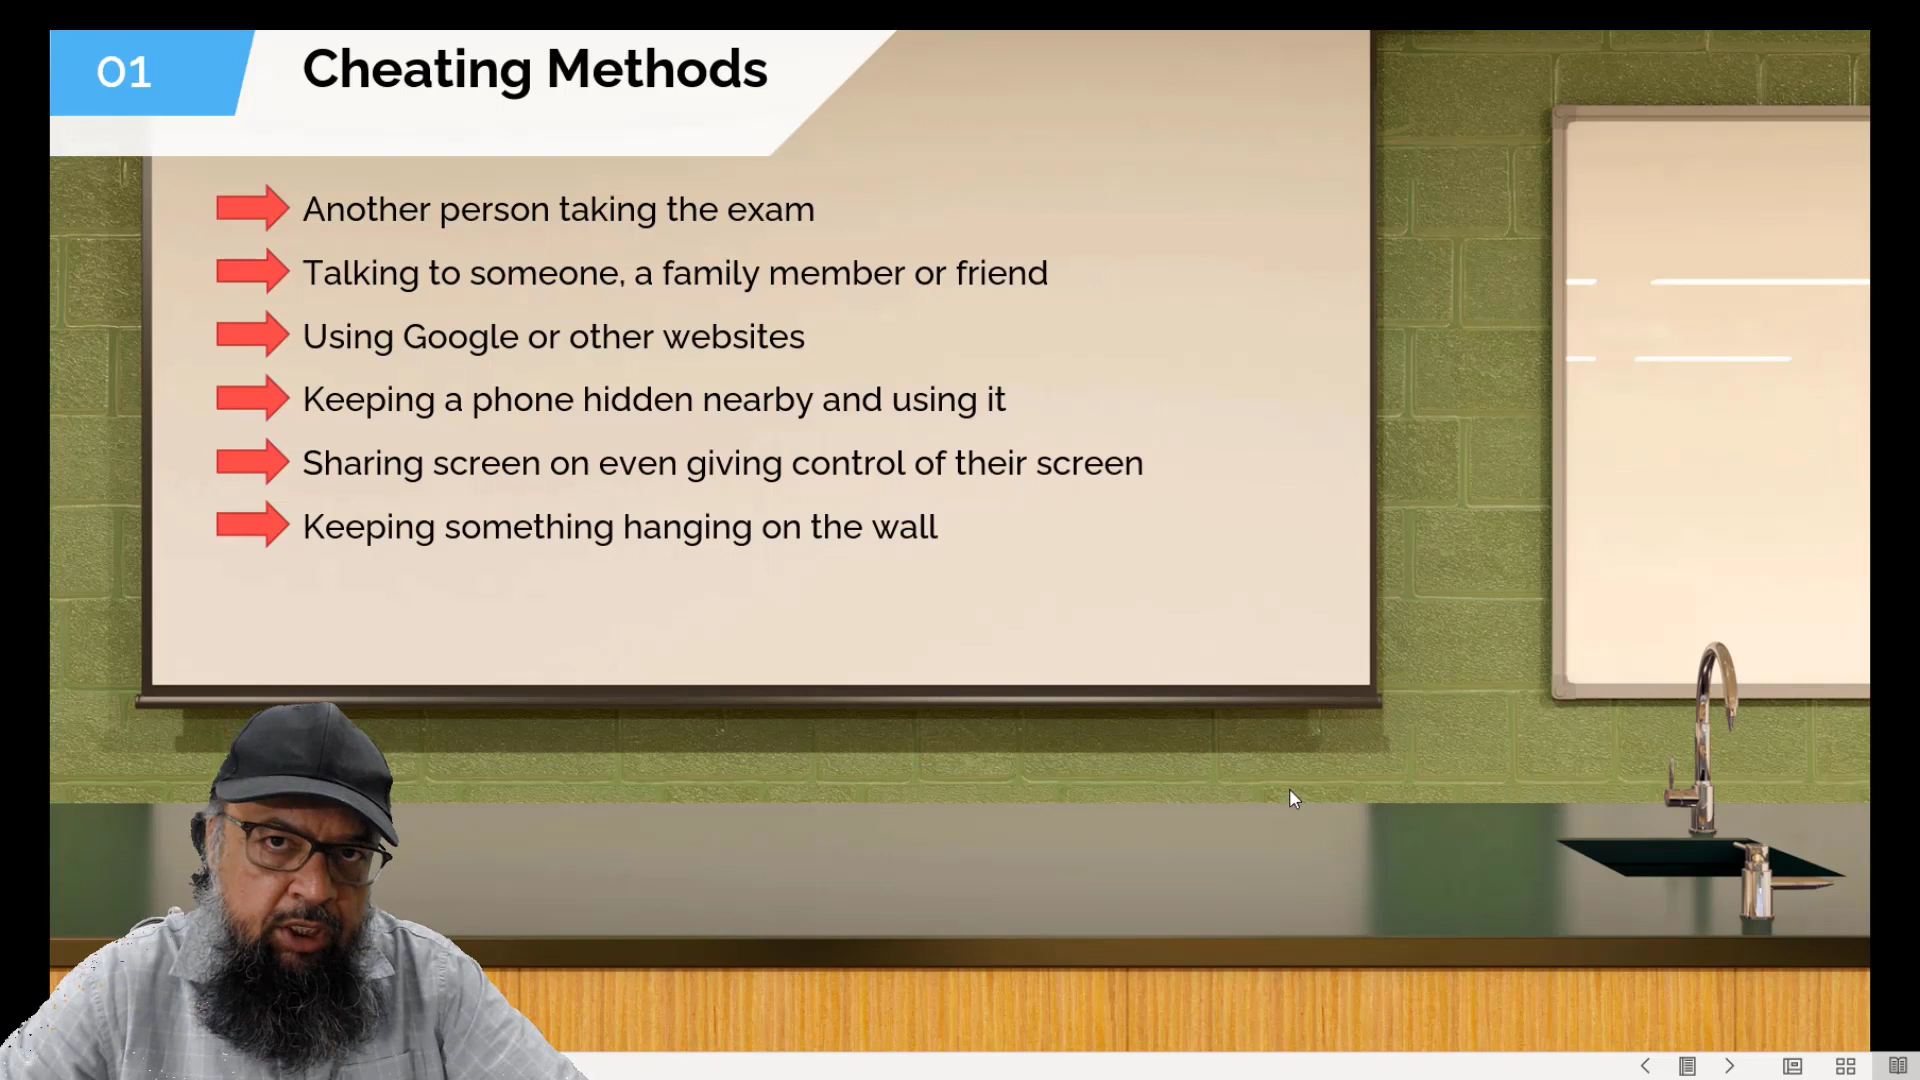 01
Cheating Methods
Another person taking the exam
Talking to someone, a family member or friend
Using Google or other websites
Keeping a phone hidden nearby and using it
Sharing screen on even giving control of their screen
Keeping something hanging on the wall